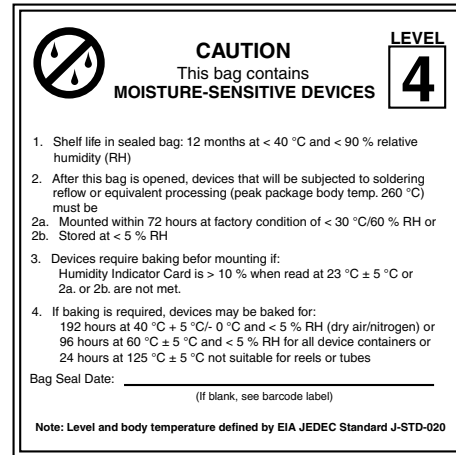 CAUTION
This bag contains
MOISTURE-SENSITIVE DEVICES
LEVEL
4
1. Shelf life in sealed bag: 12 months at < 40 °C and < 90 % relative
humidity (RH)
2. After this bag is opened, devices that will be subjected to soldering
reflow or equivalent processing (peak package body temp. 260 °C)
must be
2a. Mounted within 72 hours at factory condition of < 30 °C/60 % RH or
2b. Stored at < 5 % RH
3. Devices require baking befor mounting if:
Humidity Indicator Card is > 10 % when read at 23 °C ± 5 °C or
2a. or 2b. are not met.
4. If baking is required, devices may be baked for:
192 hours at 40 °C + 5 °C/- 0 °C and < 5 % RH (dry air/nitrogen) or
96 hours at 60 °C ± 5 °C and < 5 % RH for all device containers or
24 hours at 125 °C ± 5 °C not suitable for reels or tubes
Bag Seal Date:
(If blank, see barcode label)
Note: Level and body temperature defined by EIA JEDEC Standard J-STD-020